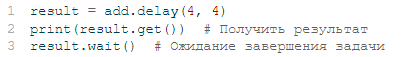 1 result = add.delay(4, 4)
2 print(result.get())  # Получить результат
3 result.wait()  # Ожидание завершения задачи